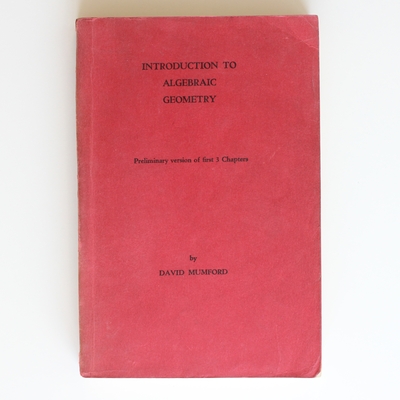 INTRODUCTION TO
ALGEBRAIC
GEOMETRY
Preliminary version of first 3 Chapters
by
DAVID MUMFORD